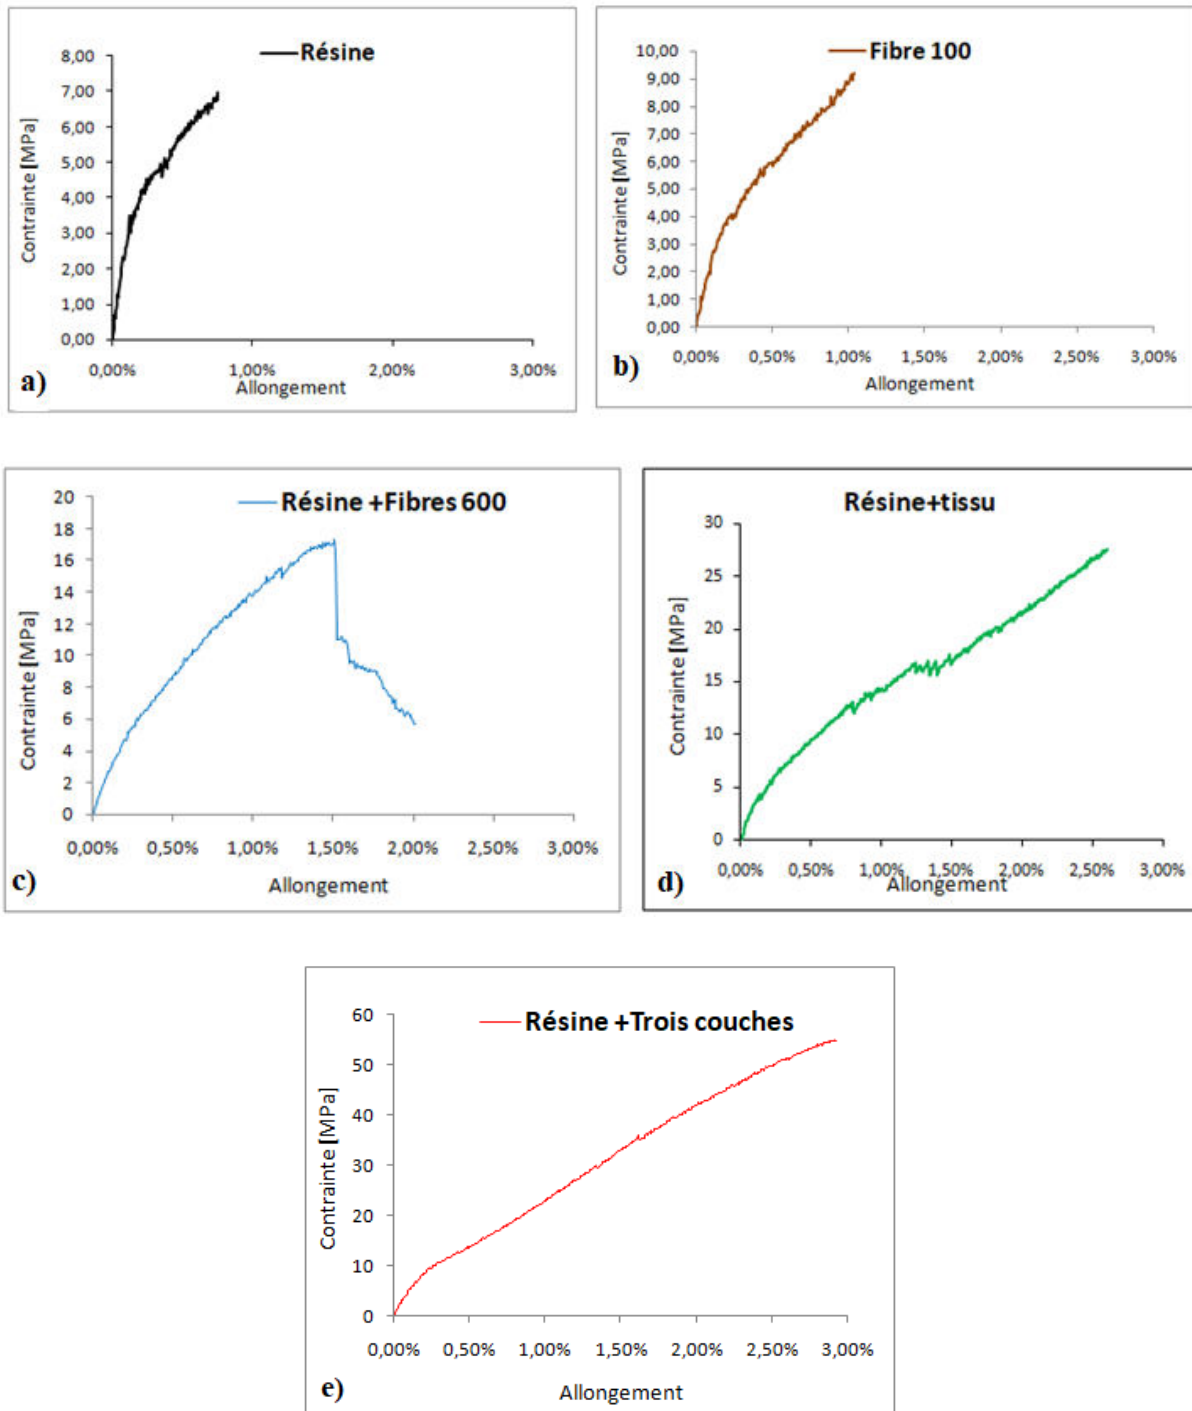 Résine
8,00
7,00
6,00
5,00
4,00
3,00
2,00
1,00
0,00
Contrainte [MPa]
0,00% 1,00% 2,00% 3,00%
Allongement
a)
Fibre 100
10,00
9,00
8,00
7,00
6,00
5,00
4,00
3,00
2,00
1,00
0,00
Contrainte [MPa]
0,00% 0,50% 1,00% 1,50% 2,00% 2,50% 3,00%
Allongement
b)
Résine +Fibres 600
20
18
16
14
12
10
8
6
4
2
0
Contrainte [MPa]
0,00% 0,50% 1,00% 1,50% 2,00% 2,50% 3,00%
Allongement
c)
Résine+tissu
30
25
20
15
10
5
0
Contrainte [MPa]
0,00% 0,50% 1,00% 1,50% 2,00% 2,50% 3,00%
Allongement
d)
Résine +Trois couches
60
50
40
30
20
10
0
Contrainte [MPa]
0,00% 0,50% 1,00% 1,50% 2,00% 2,50% 3,00%
Allongement
e)